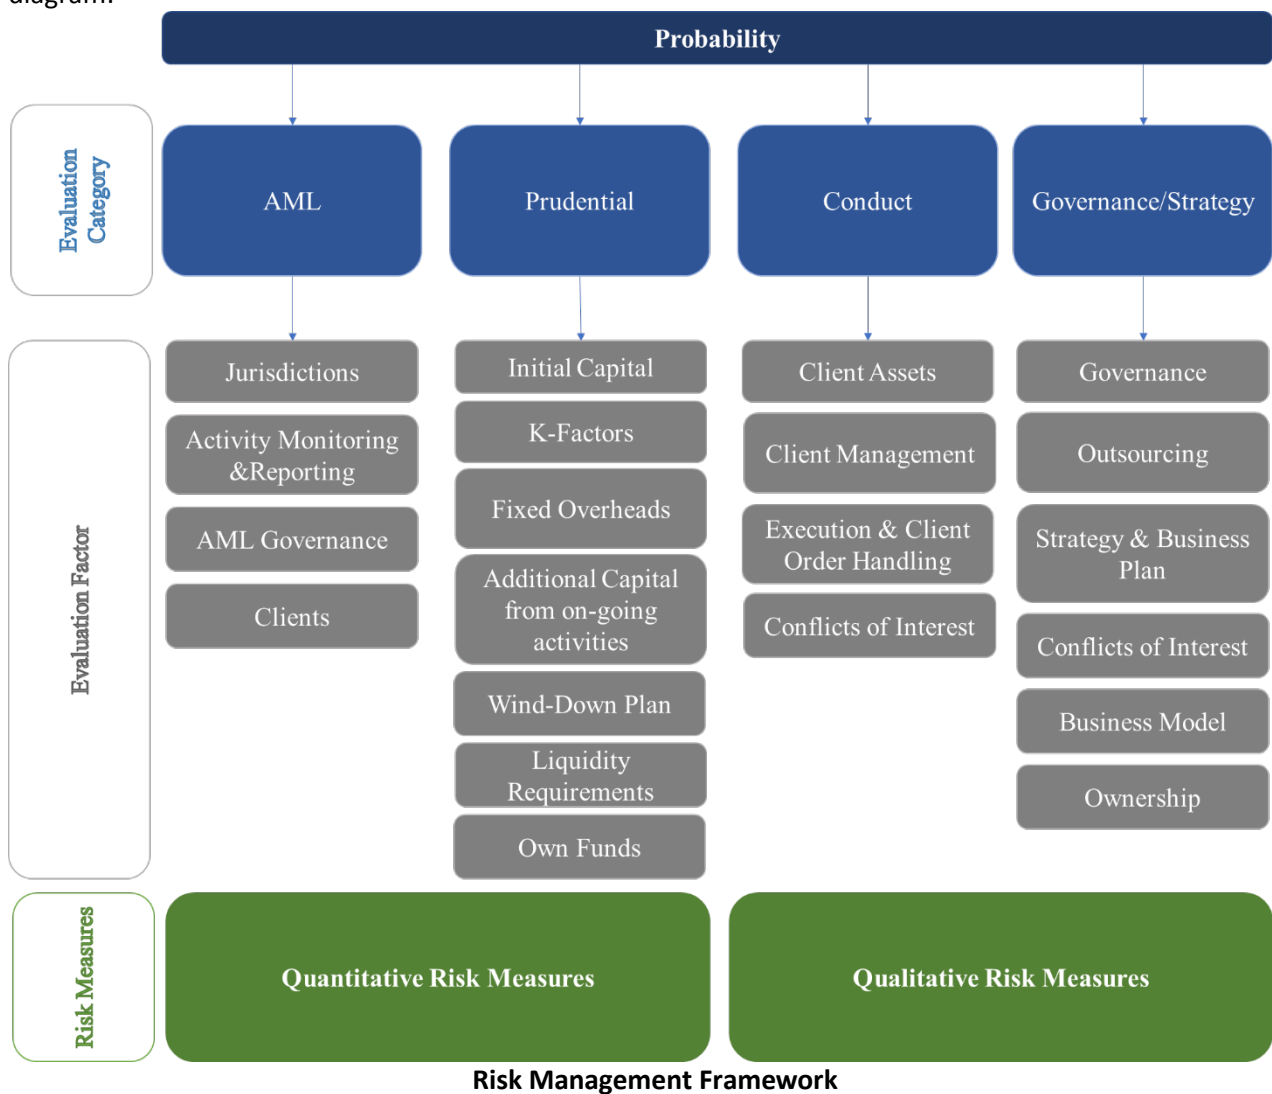 diagram:
Probability
Evaluation
Category
AML
Prudential
Conduct
Governance/Strategy
Evaluation Factor
Jurisdictions
Activity Monitoring
&Reporting
AML Governance
Clients
Initial Capital
K-Factors
Fixed Overheads
Additional Capital
from on-going
activities
Wind-Down Plan
Liquidity
Requirements
Own Funds
Client Assets
Client Management
Execution & Client
Order Handling
Conflicts of Interest
Governance
Outsourcing
Strategy & Business
Plan
Conflicts of Interest
Business Model
Ownership
Risk Measures
Quantitative Risk Measures
Qualitative Risk Measures
Risk Management Framework